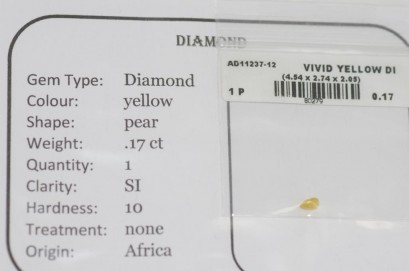 DIAMOND
Gem Type: Diamond
Colour: yellow
Shape: pear
Weight: .17 ct
Quantity: 1
Clarity: SI
Hardness: 10
Treatment: none
Origin: Africa
AD11237-12 VIVID YELLOW DI
(4.54 x 2.74 x 2.05)
1 P 0.17